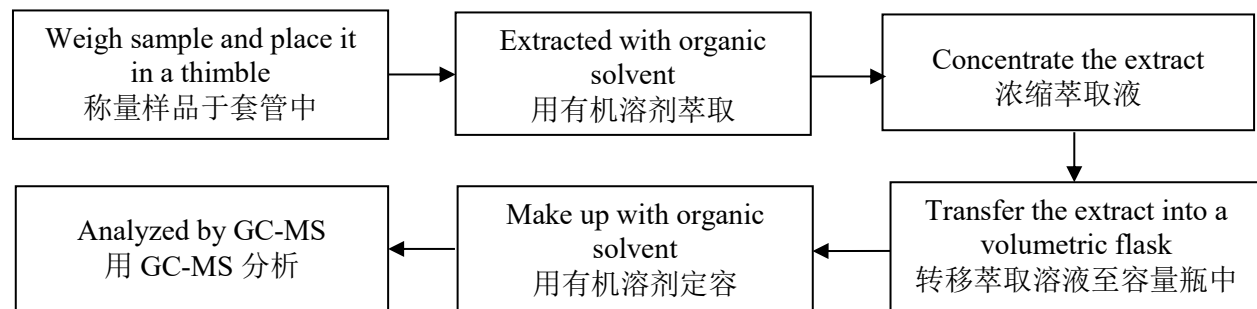 Weigh sample and place it
in a thimble
称量样品于套管中
Extracted with organic
solvent
用有机溶剂萃取
Concentrate the extract
浓缩萃取液
Transfer the extract into a
volumetric flask
转移萃取溶液至容量瓶中
Make up with organic
solvent
用有机溶剂定容
Analyzed by GC-MS
用 GC-MS 分析